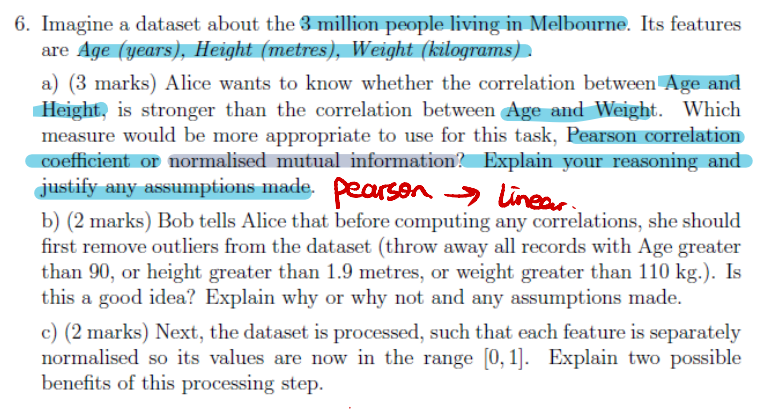 6. Imagine a dataset about the 3 million people living in Melbourne. Its features
are Age (years), Height (metres), Weight (kilograms) .
a) (3 marks) Alice wants to know whether the correlation between Age and
Height, is stronger than the correlation between Age and Weight. Which
measure would be more appropriate to use for this task, Pearson correlation
coefficient or normalised mutual information? Explain your reasoning and
justify any assumptions made.
Pearson → Linear.
b) (2 marks) Bob tells Alice that before computing any correlations, she should
first remove outliers from the dataset (throw away all records with Age greater
than 90, or height greater than 1.9 metres, or weight greater than 110 kg.). Is
this a good idea? Explain why or why not and any assumptions made.
c) (2 marks) Next, the dataset is processed, such that each feature is separately
normalised so its values are now in the range [0, 1]. Explain two possible
benefits of this processing step.